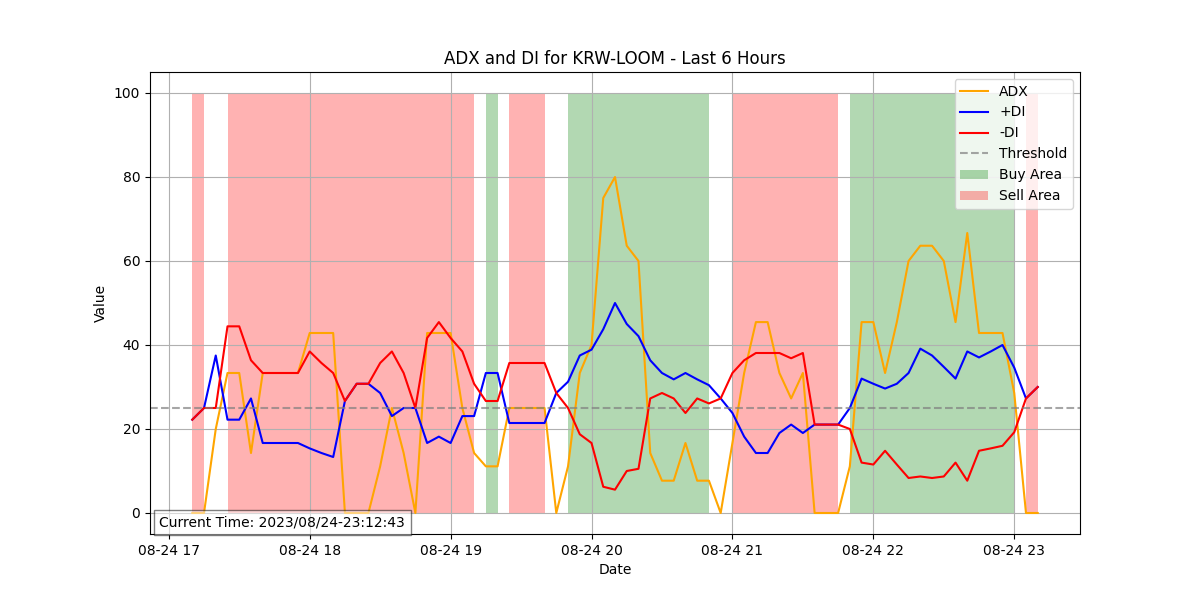 ADX and DI for KRW-LOOM - Last 6 Hours
100
80
60
40
20
0
Value
ADX
+DI
-DI
Threshold
Buy Area
Sell Area
Current Time: 2023/08/24-23:12:43
08-24 17
08-24 18
08-24 19
08-24 20
08-24 21
08-24 22
08-24 23
Date